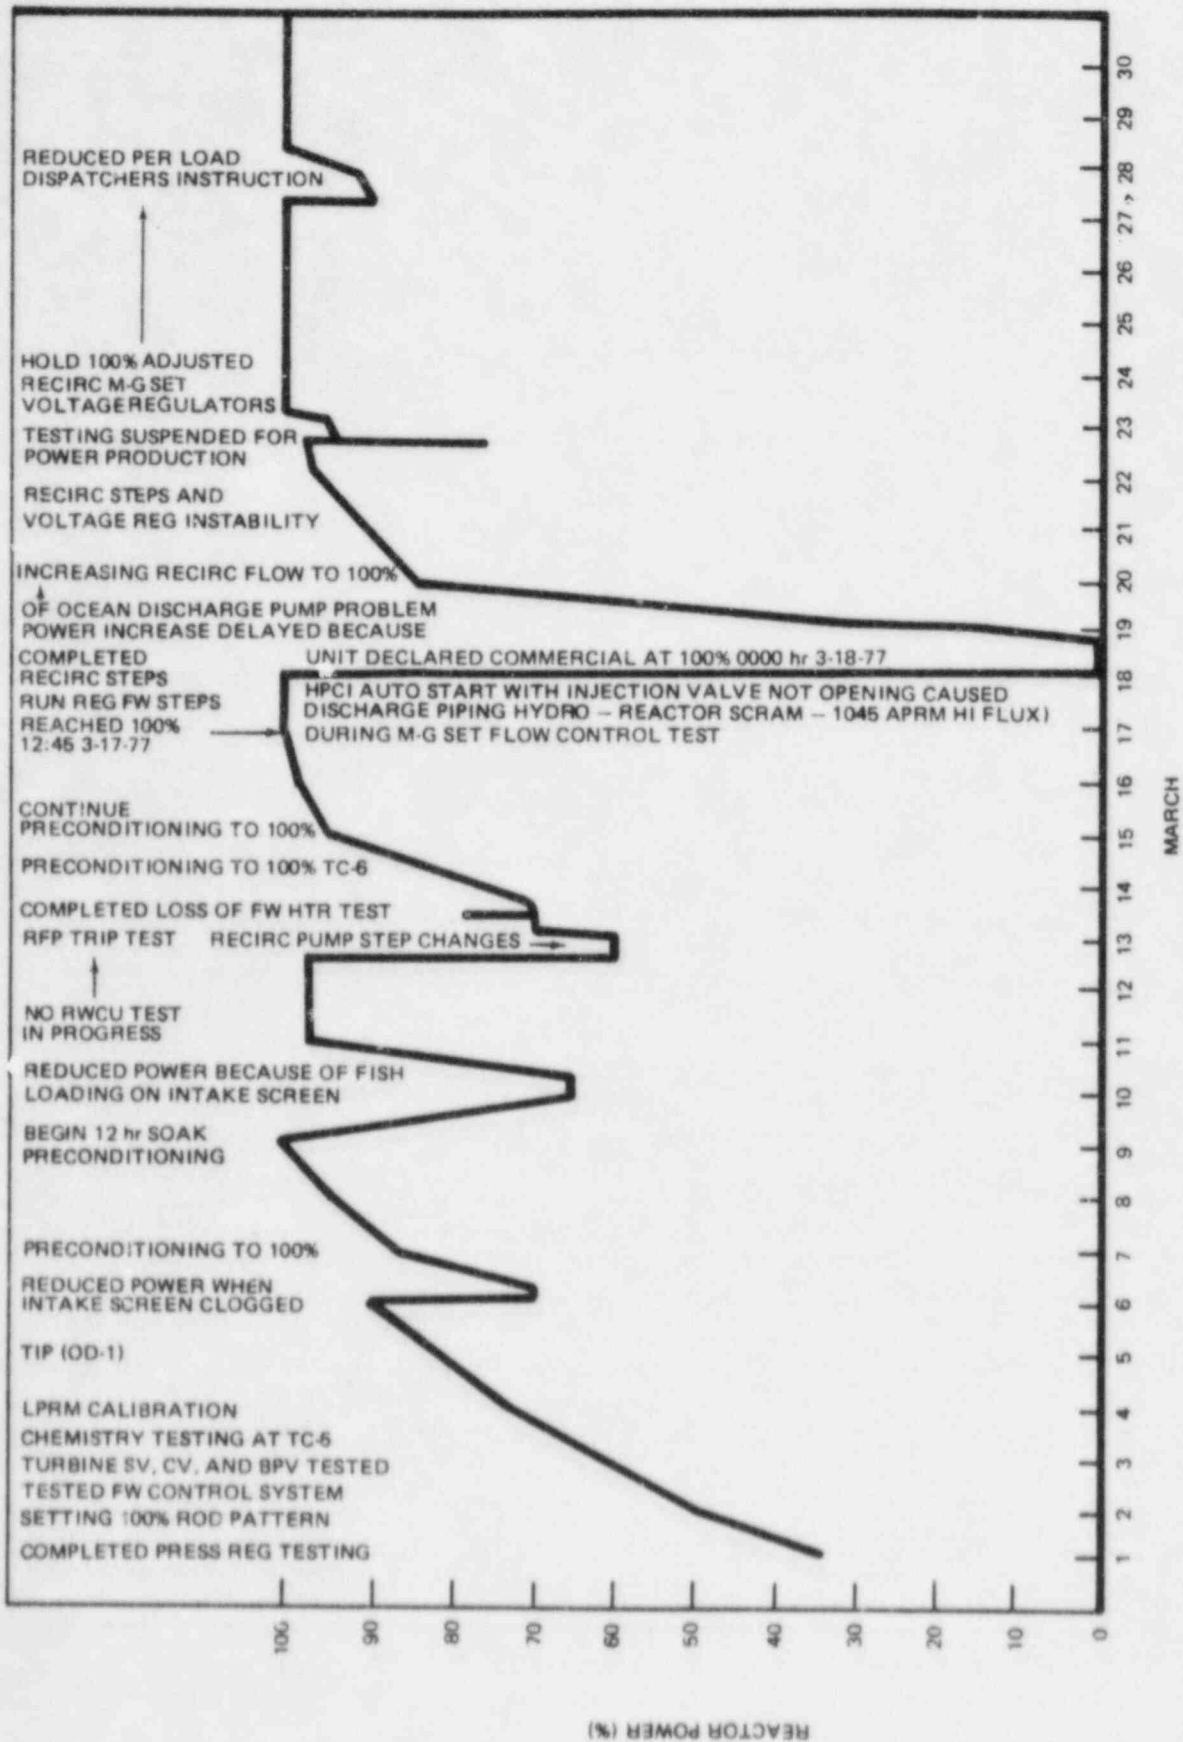 REDUCED PER LOAD
DISPATCHERS INSTRUCTION
HOLD 100% ADJUSTED
RECIRC M-G SET
VOLTAGE REGULATORS
TESTING SUSPENDED FOR
POWER PRODUCTION
RECIRC STEPS AND
VOLTAGE REG INSTABILITY
INCREASING RECIRC FLOW TO 100%
OF OCEAN DISCHARGE PUMP PROBLEM
POWER INCREASE DELAYED BECAUSE
COMPLETED
RECIRC STEPS
RUN REG FW STEPS
REACHED 100%
12:45 3-17-77
UNIT DECLARED COMMERCIAL AT 100% 0000 hr 3-18-77
HPCI AUTO START WITH INJECTION VALVE NOT OPENING CAUSED
DISCHARGE PIPING HYDRO – REACTOR SCRAM – 1045 APRM HI FLUX)
DURING M-G SET FLOW CONTROL TEST
CONTINUE
PRECONDITIONING TO 100%
PRECONDITIONING TO 100% TC-6
COMPLETED LOSS OF FW HTR TEST
RFP TRIP TEST
RECIRC PUMP STEP CHANGES
NO RWCU TEST
IN PROGRESS
REDUCED POWER BECAUSE OF FISH
LOADING ON INTAKE SCREEN
BEGIN 12 hr SOAK
PRECONDITIONING
PRECONDITIONING TO 100%
REDUCED POWER WHEN
INTAKE SCREEN CLOGGED
TIP (OD-1)
LPRM CALIBRATION
CHEMISTRY TESTING AT TC-6
TURBINE SV, CV, AND BPV TESTED
TESTED FW CONTROL SYSTEM
SETTING 100% ROD PATTERN
COMPLETED PRESS REG TESTING
30
29
28
27
26
25
24
23
22
21
20
19
18
17
16
15
14
13
12
11
10
9
8
7
6
5
4
3
2
1
MARCH
100
90
80
70
60
50
40
30
20
10
0
REACTOR POWER (%)